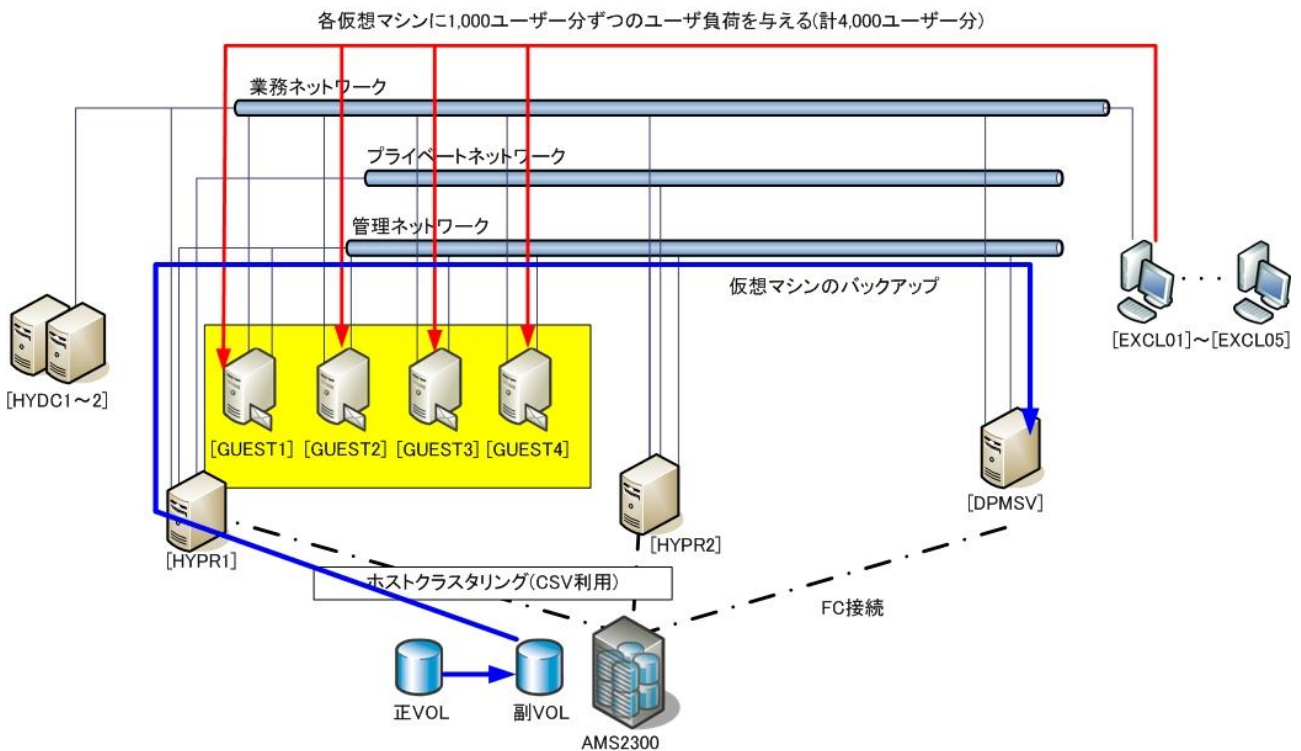 各仮想マシンに1,000ユーザー分ずつのユーザ負荷を与える(計4,000ユーザー分)
業務ネットワーク
プライベートネットワーク
管理ネットワーク
仮想マシンのバックアップ
[EXCL01]～[EXCL05]
[HYDC1～2]
[GUEST1]
[GUEST2]
[GUEST3]
[GUEST4]
[DPMSV]
[HYPR1]
[HYPR2]
ホストクラスタリング(CSV利用)
FC接続
正VOL
副VOL
AMS2300